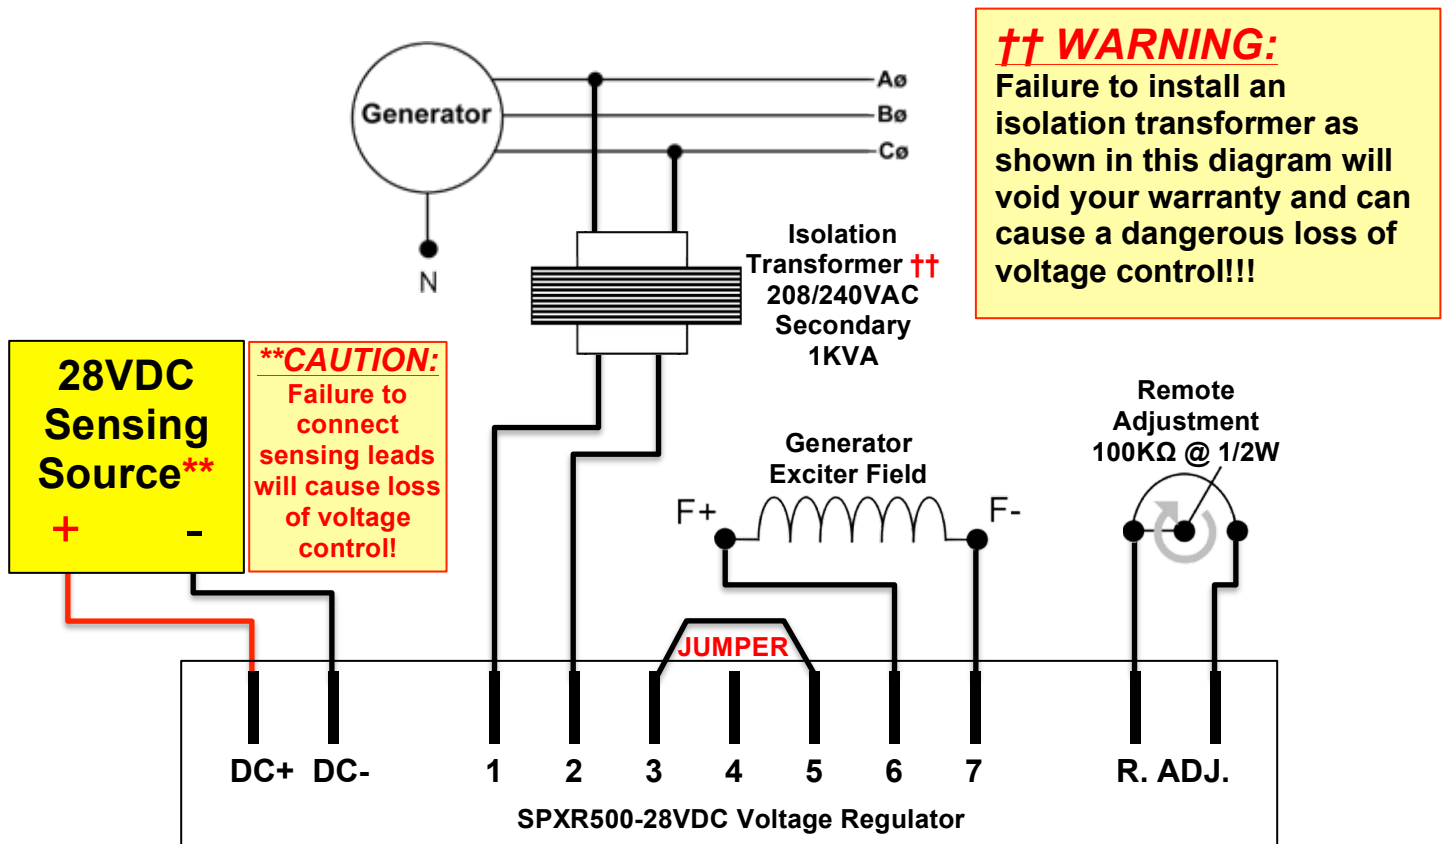 †† WARNING:
Failure to install an
isolation transformer as
shown in this diagram will
void your warranty and can
cause a dangerous loss of
voltage control!!!
Generator
Aø
Bø
Cø
N
Isolation
Transformer ††
208/240VAC
Secondary
1KVA
28VDC
Sensing
Source**
+ -
**CAUTION:
Failure to
connect
sensing leads
will cause loss
of voltage
control!
Generator
Exciter Field
F+ F-
Remote
Adjustment
100KΩ @ 1/2W
JUMPER
DC+ DC- 1 2 3 4 5 6 7 R. ADJ.
SPXR500-28VDC Voltage Regulator